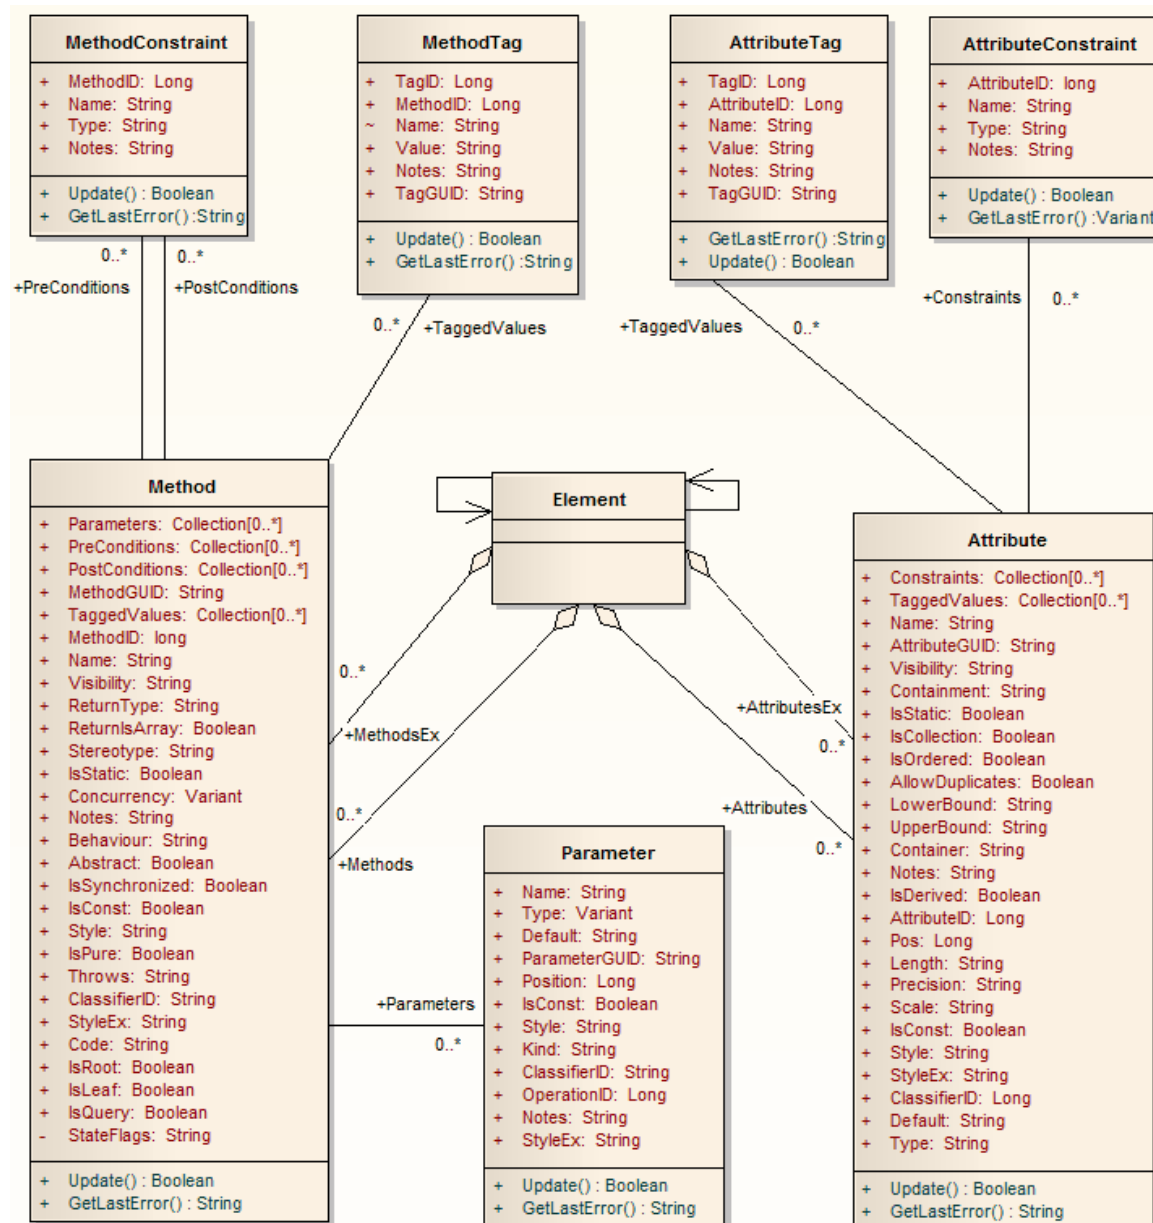 MethodConstraint
+ MethodID: Long
+ Name: String
+ Type: String
+ Notes: String
+ Update() : Boolean
+ GetLastError() :String
MethodTag
+ TagID: Long
+ MethodID: Long
~ Name: String
+ Value: String
+ Notes: String
+ TagGUID: String
+ Update() : Boolean
+ GetLastError() :String
AttributeTag
+ TagID: Long
+ AttributeID: Long
+ Name: String
+ Value: String
+ Notes: String
+ TagGUID: String
+ GetLastError() :String
+ Update() : Boolean
AttributeConstraint
+ AttributeID: long
+ Name: String
+ Type: String
+ Notes: String
+ Update() : Boolean
+ GetLastError() :Variant
0..*
0..*
+PreConditions
+PostConditions
0..*
+TaggedValues
+TaggedValues
0..*
+Constraints
0..*
Method
+ Parameters: Collection[0..*]
+ PreConditions: Collection[0..*]
+ PostConditions: Collection[0..*]
+ MethodGUID: String
+ TaggedValues: Collection[0..*]
+ MethodID: long
+ Name: String
+ Visibility: String
+ ReturnType: String
+ ReturnIsArray: Boolean
+ Stereotype: String
+ IsStatic: Boolean
+ Concurrency: Variant
+ Notes: String
+ Behaviour: String
+ Abstract: Boolean
+ IsSynchronized: Boolean
+ IsConst: Boolean
+ Style: String
+ IsPure: Boolean
+ Throws: String
+ ClassifierID: String
+ StyleEx: String
+ Code: String
+ IsRoot: Boolean
+ IsLeaf: Boolean
+ IsQuery: Boolean
- StateFlags: String
+ Update() : Boolean
+ GetLastError() : String
Element
0..*
+MethodsEx
0..*
+Methods
+AttributesEx
0..*
+Attributes
0..*
+Parameters
0..*
Parameter
+ Name: String
+ Type: Variant
+ Default: String
+ ParameterGUID: String
+ Position: Long
+ IsConst: Boolean
+ Style: String
+ Kind: String
+ ClassifierID: String
+ OperationID: Long
+ Notes: String
+ StyleEx: String
+ Update() : Boolean
+ GetLastError() : String
Attribute
+ Constraints: Collection[0..*]
+ TaggedValues: Collection[0..*]
+ Name: String
+ AttributeGUID: String
+ Visibility: String
+ Containment: String
+ IsStatic: Boolean
+ IsCollection: Boolean
+ IsOrdered: Boolean
+ AllowDuplicates: Boolean
+ LowerBound: String
+ UpperBound: String
+ Container: String
+ Notes: String
+ IsDerived: Boolean
+ AttributeID: Long
+ Pos: Long
+ Length: String
+ Precision: String
+ Scale: String
+ IsConst: Boolean
+ Style: String
+ StyleEx: String
+ ClassifierID: Long
+ Default: String
+ Type: String
+ Update() : Boolean
+ GetLastError() : String